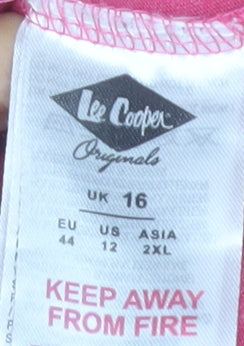 Lee Cooper
Originals
UK 16
EU US ASIA
44 12 2XL
KEEP AWAY
FROM FIRE